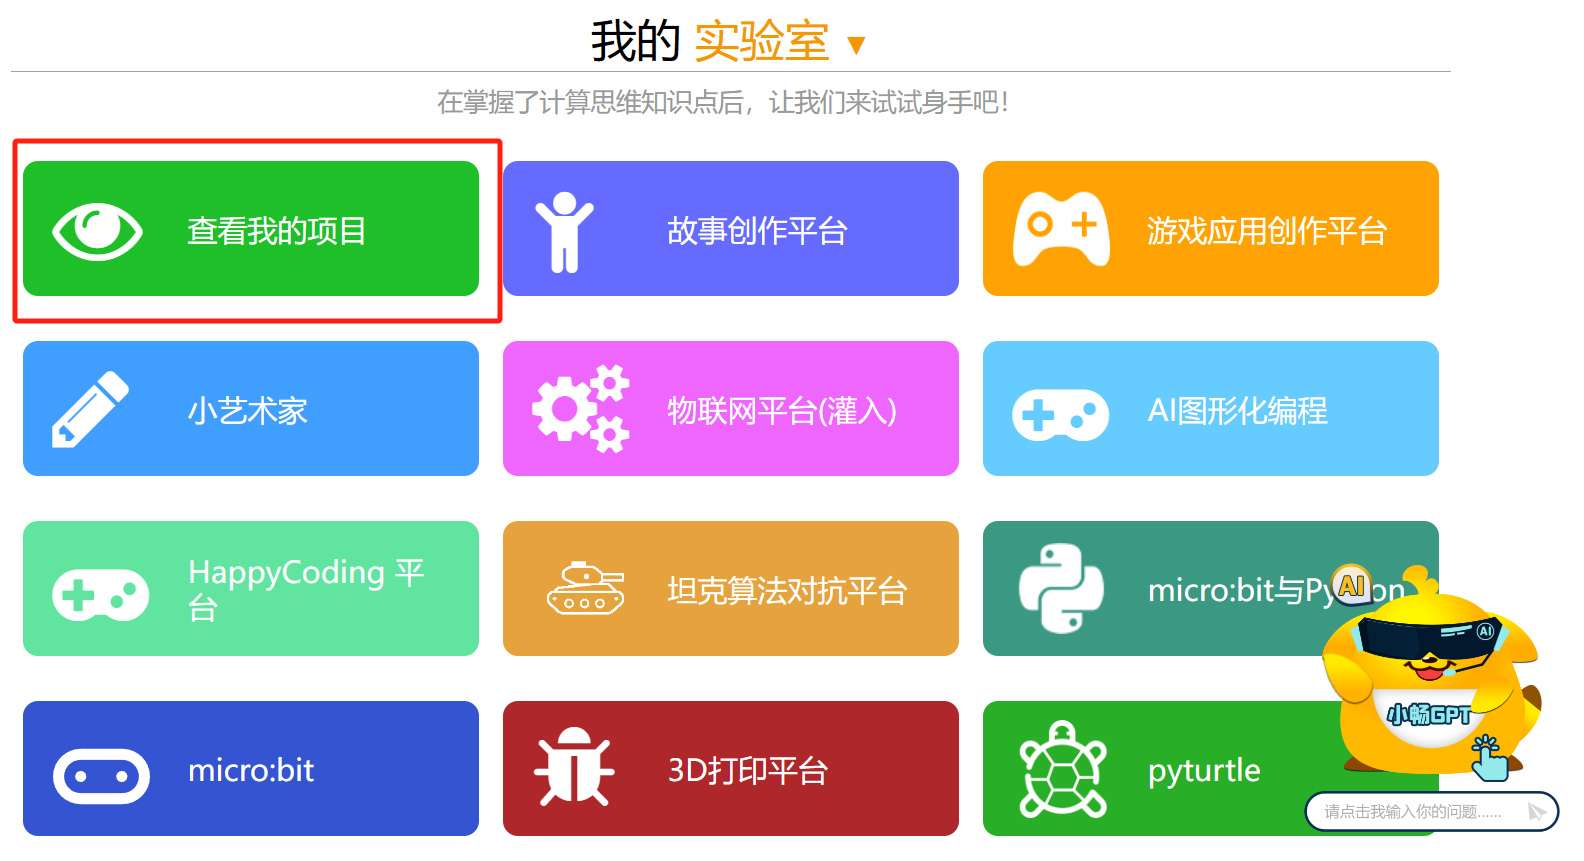 我的 实验室 ▼
在掌握了计算思维知识点后，让我们来试试身手吧！
查看我的项目
故事创作平台
游戏应用创作平台
小艺术家
物联网平台(灌入)
AI图形化编程
HappyCoding 平
台
坦克算法对抗平台
micro:bit与Py on
AI
AI
小畅GPT
micro:bit
3D打印平台
pyturtle
请点击我输入你的问题......